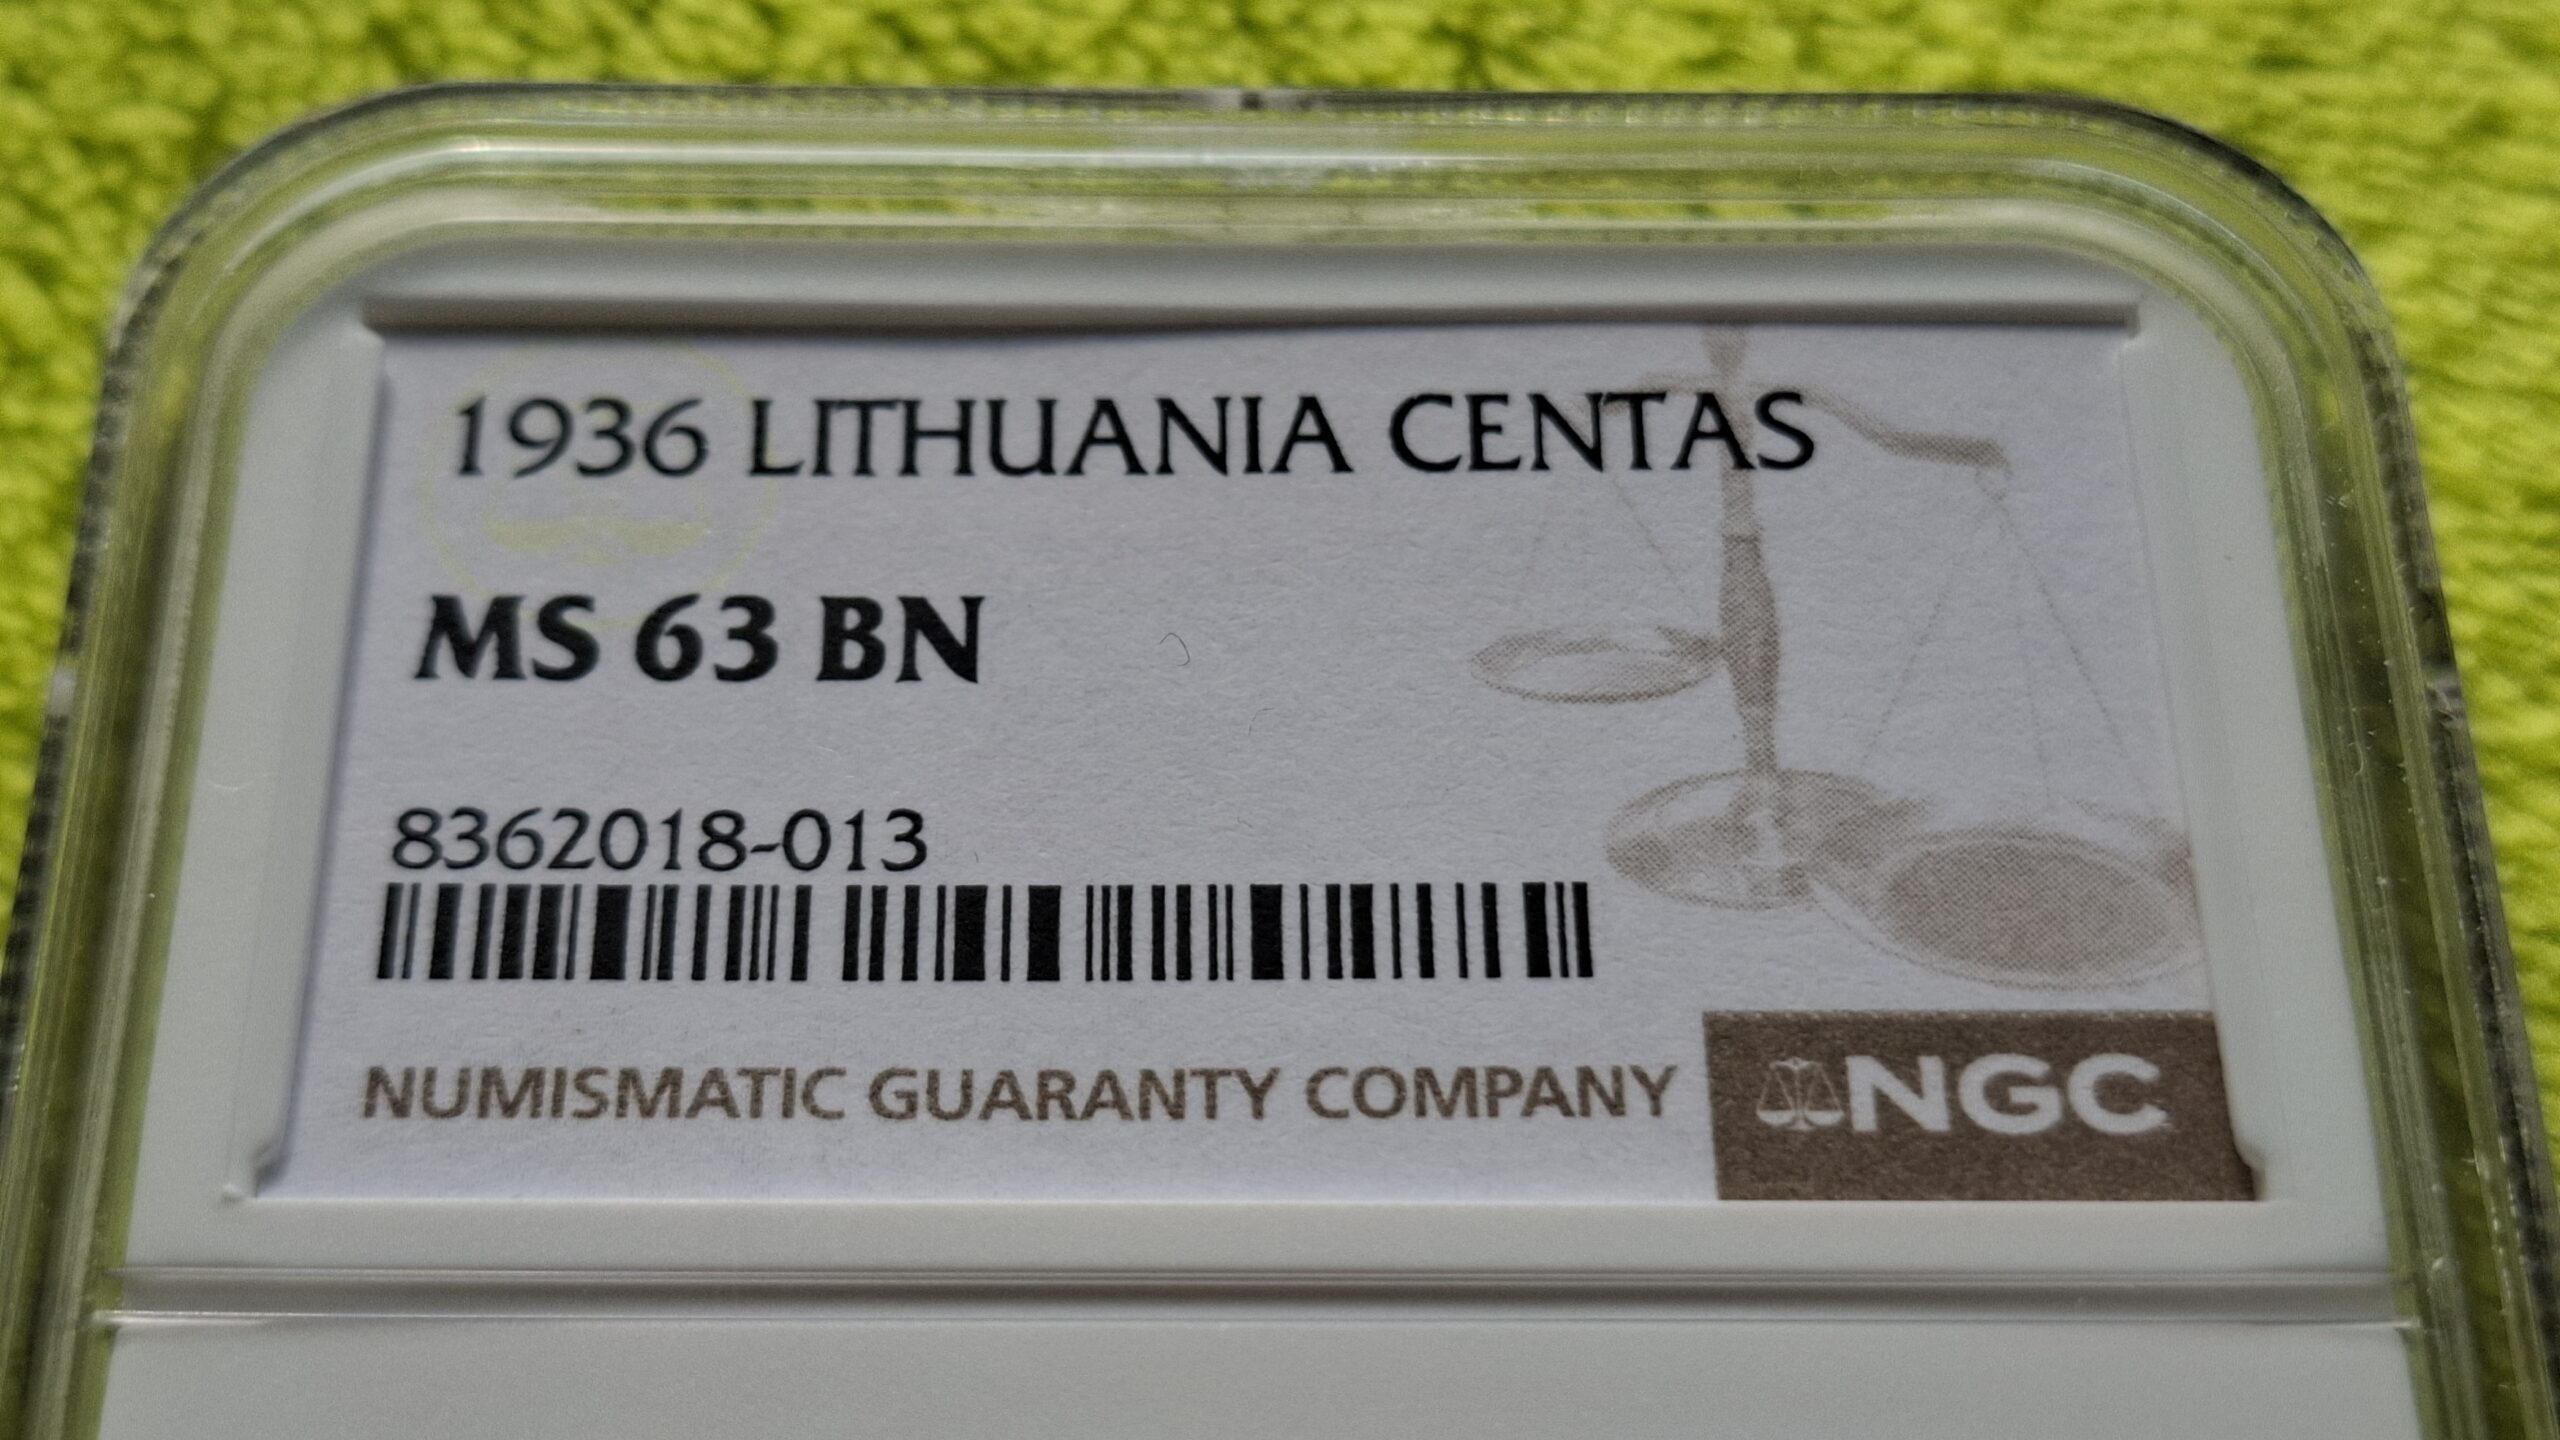 1936 LITHUANIA CENTAS
MS 63 BN
8362018-013
NUMISMATIC GUARANTY COMPANY
NGC